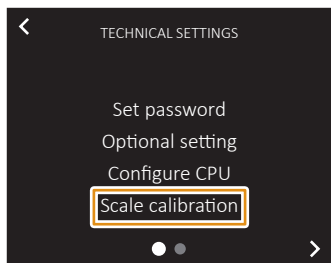 TECHNICAL SETTINGS
Set password
Optional setting
Configure CPU
Scale calibration